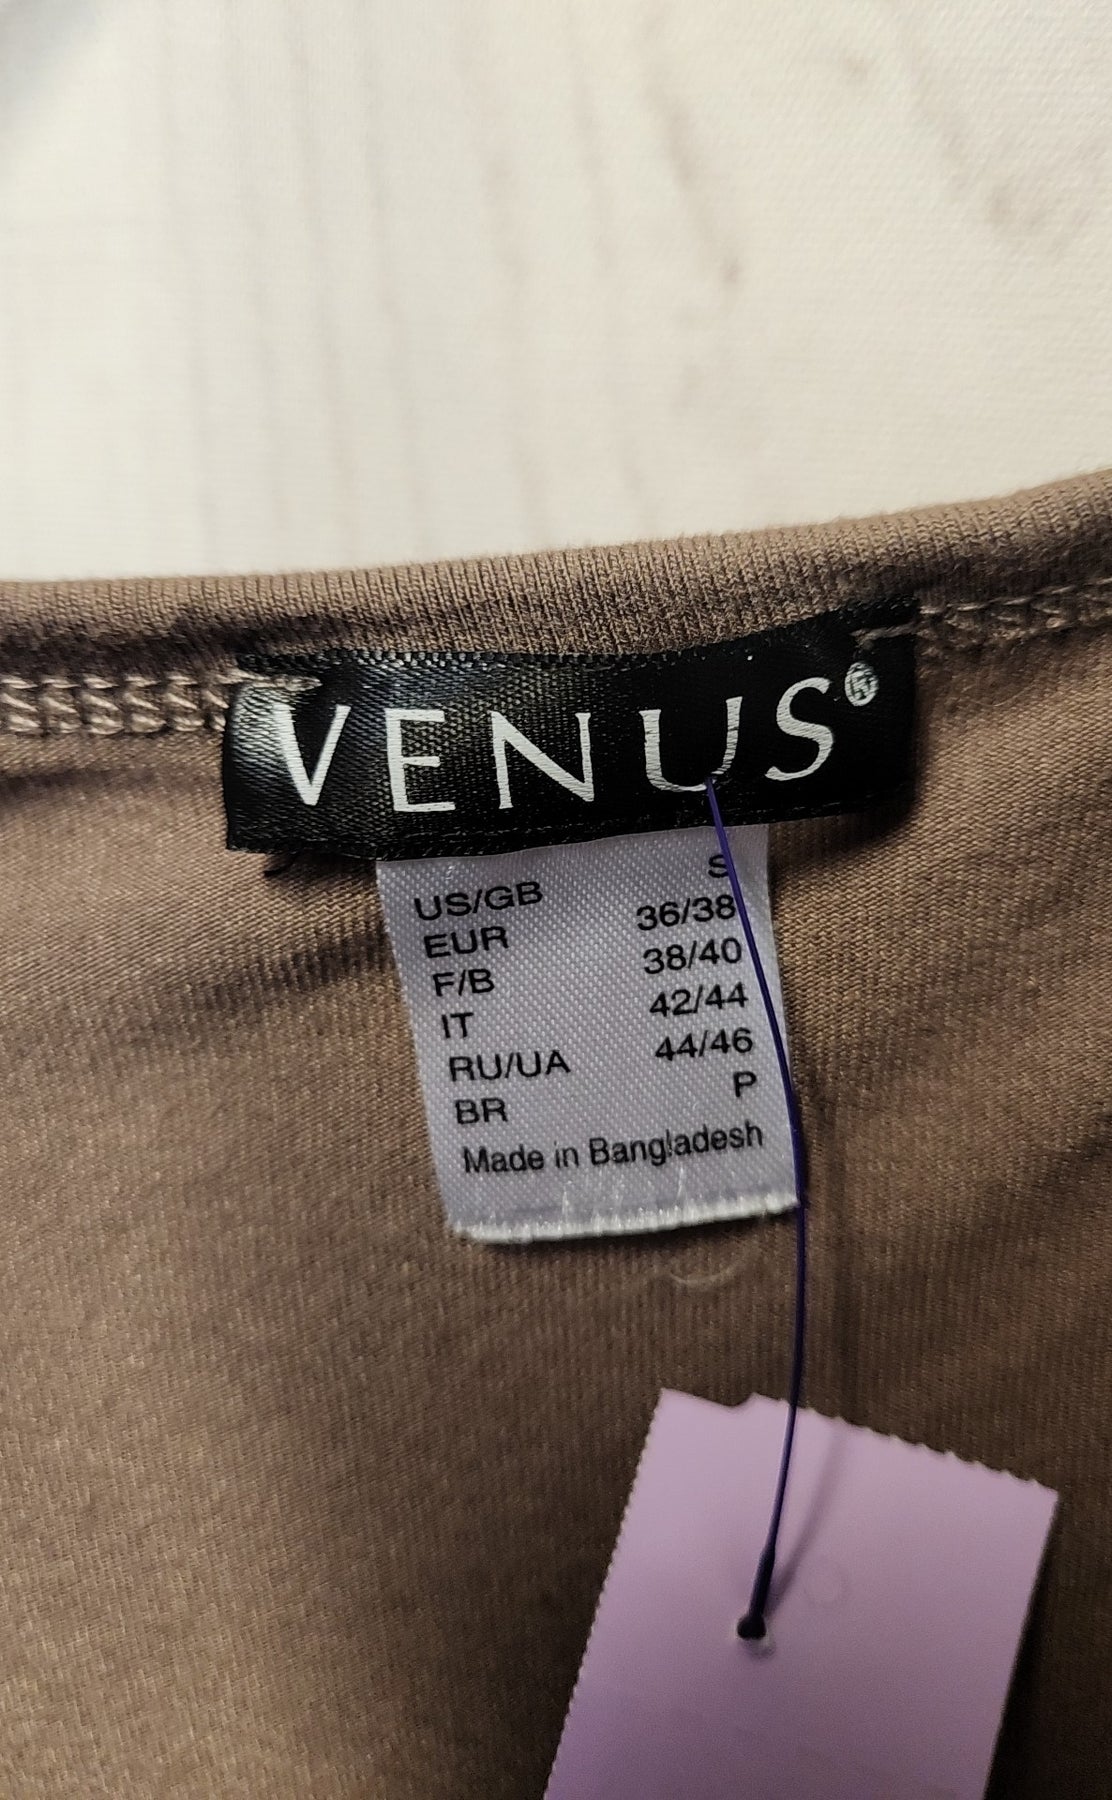 VENUS®
US/GB S
EUR 36/38
F/B 38/40
IT 42/44
RU/UA 44/46
BR P
Made in Bangladesh